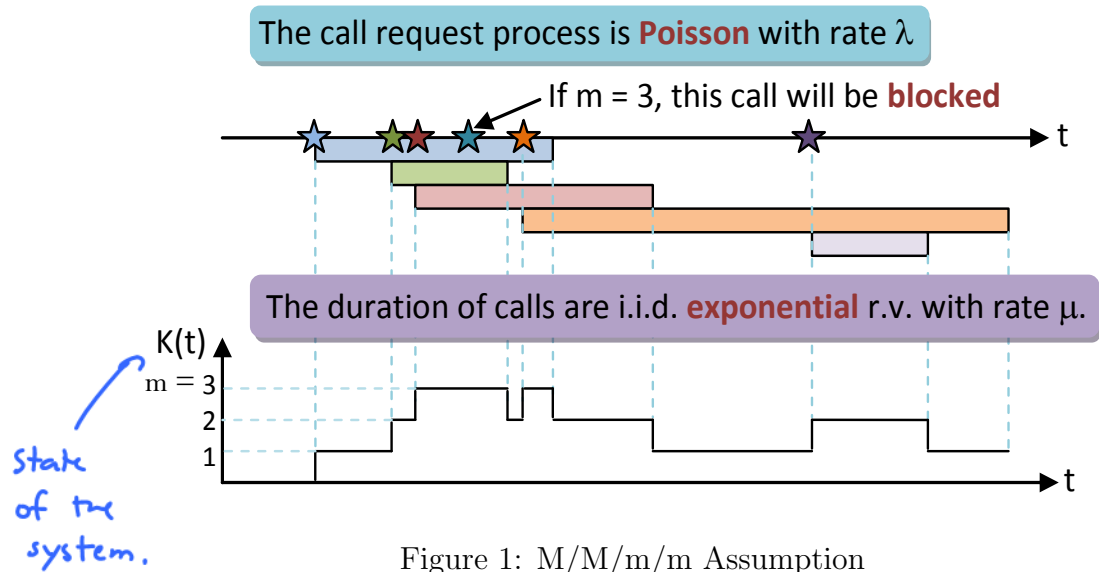 The call request process is Poisson with rate λ
If m = 3, this call will be blocked
t
The duration of calls are i.i.d. exponential r.v. with rate μ.
K(t)
m = 3
2
1
t
State
of the
system.
Figure 1: M/M/m/m Assumption